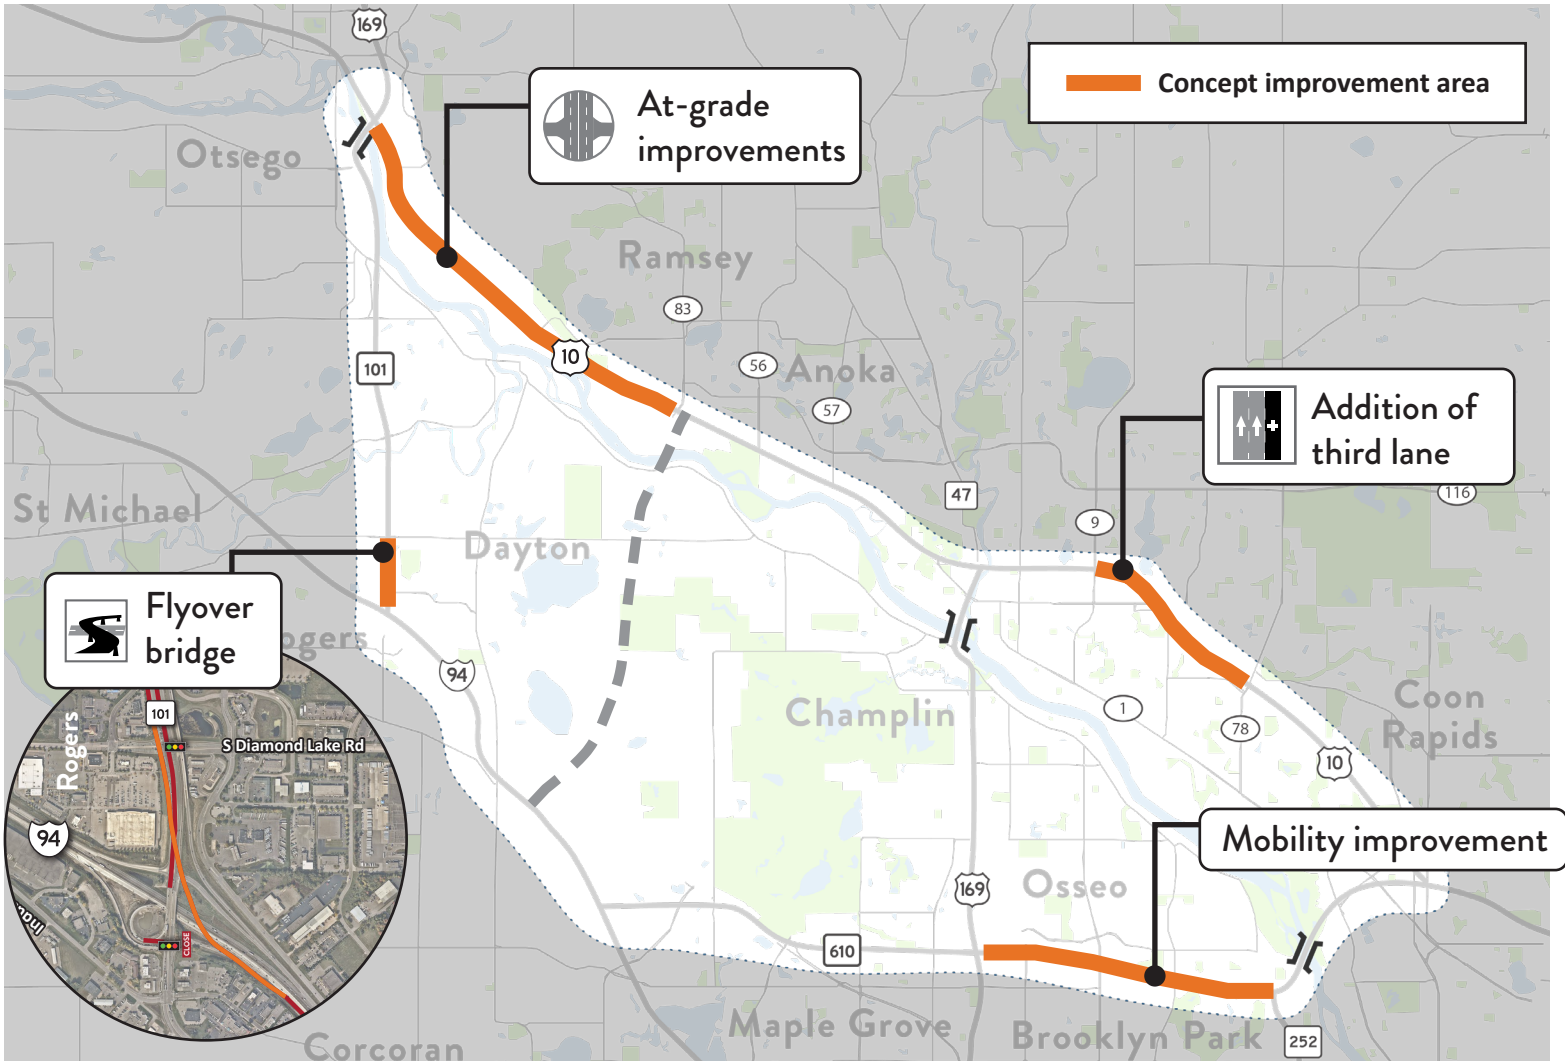 169
Concept improvement area
At-grade
improvements
Otsego
Ramsey
83
10
101
56
Anoka
57
Addition of
third lane
47
116
St Michael
9
Dayton
Flyover
bridge
ogers
94
Champlin
1
78
Coon
Rapids
10
101
Rogers
S Diamond Lake Rd
94
CLOSE
Mobility improvement
169
Osseo
610
Maple Grove
Brooklyn Park
252
Corcoran